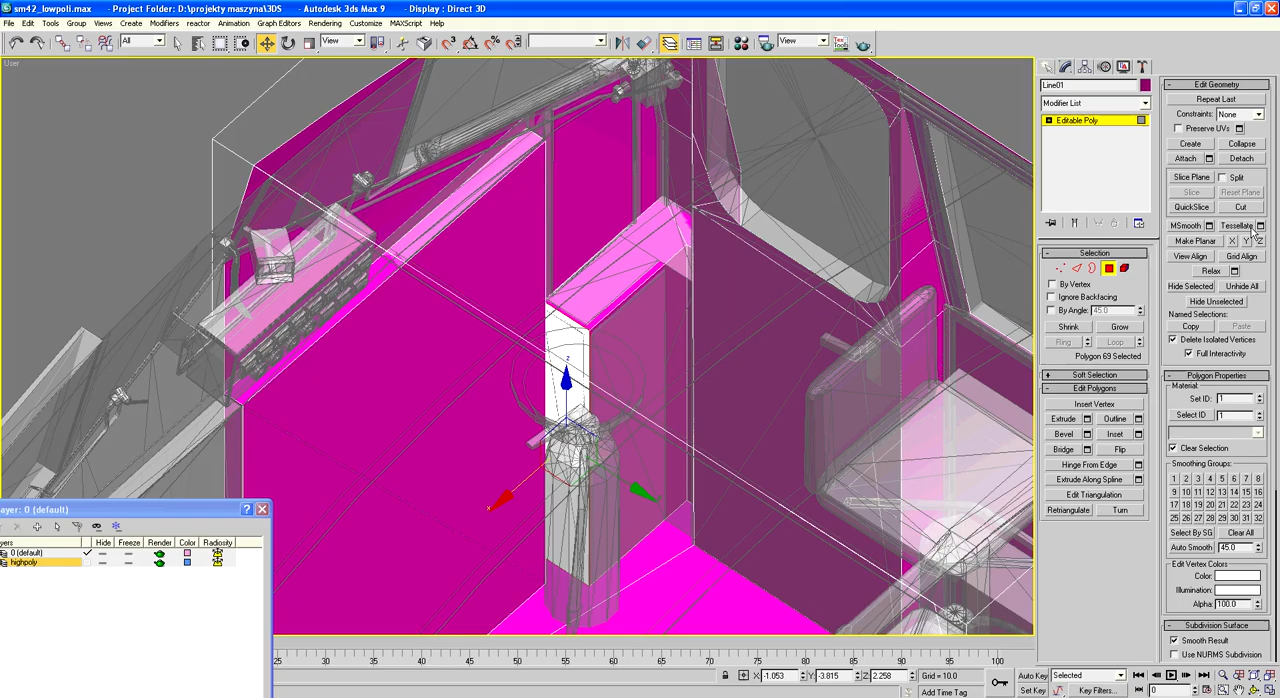 sm42_lowpoli.max - Project Folder: D:\projekty maszyna\3DS - Autodesk 3ds Max 9 - Display : Direct 3D
File Edit Tools Group Views Create Modifiers reactor Animation Graph Editors Rendering Customize MAXScript Help
All View View
User
Line01
Modifier List
Editable Poly
Selection
By Vertex
Ignore Backfacing
By Angle: 45.0
Shrink Grow
Ring Loop
Polygon 69 Selected
Soft Selection
Edit Polygons
Insert Vertex
Extrude Outline
Bevel Inset
Bridge Flip
Hinge From Edge
Extrude Along Spline
Edit Triangulation
Retriangulate Turn
Edit Geometry
Repeat Last
Constraints: None
Preserve UVs
Create Collapse
Attach Detach
Slice Plane Split
Slice Reset Plane
QuickSlice Cut
MSmooth Tessellate
Make Planar X Y Z
View Align Grid Align
Relax
Hide Selected Unhide All
Hide Unselected
Named Selections:
Copy Paste
Delete Isolated Vertices
Full Interactivity
Polygon Properties
Material:
Set ID: 1
Select ID 1
Clear Selection
Smoothing Groups:
1 2 3 4 5 6 7 8
9 10 11 12 13 14 15 16
17 18 19 20 21 22 23 24
25 26 27 28 29 30 31 32
Select By SG Clear All
Auto Smooth 45.0
Edit Vertex Colors
Color:
Illumination:
Alpha: 100.0
Subdivision Surface
Smooth Result
Use NURMS Subdivision
ayer: 0 (default)
yers Hide Freeze Render Color Radiosity
0 (default)
highpoly
z
x
25 30 35 40 45 50 55 60 65 70 75 80 85 90 95 100
X: -1.053 Y: -3.815 Z: 2.258 Grid = 10.0
Add Time Tag
Auto Key Selected
Set Key Key Filters...